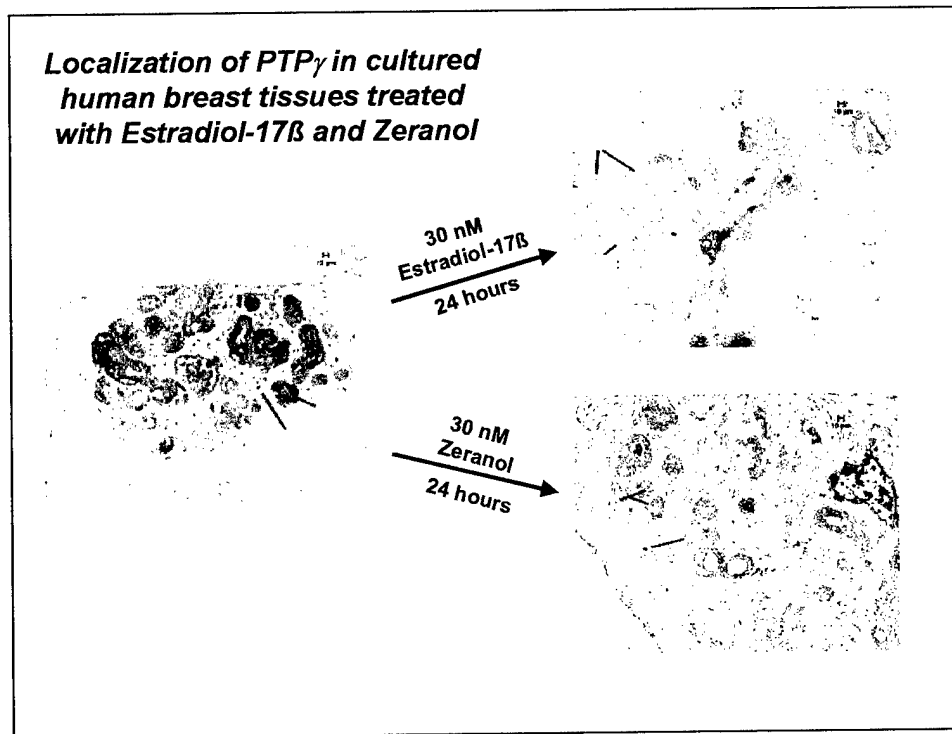 Localization of PTPγ in cultured
human breast tissues treated
with Estradiol-17ß and Zeranol
30 nM
Estradiol-17ß
24 hours
30 nM
Zeranol
24 hours